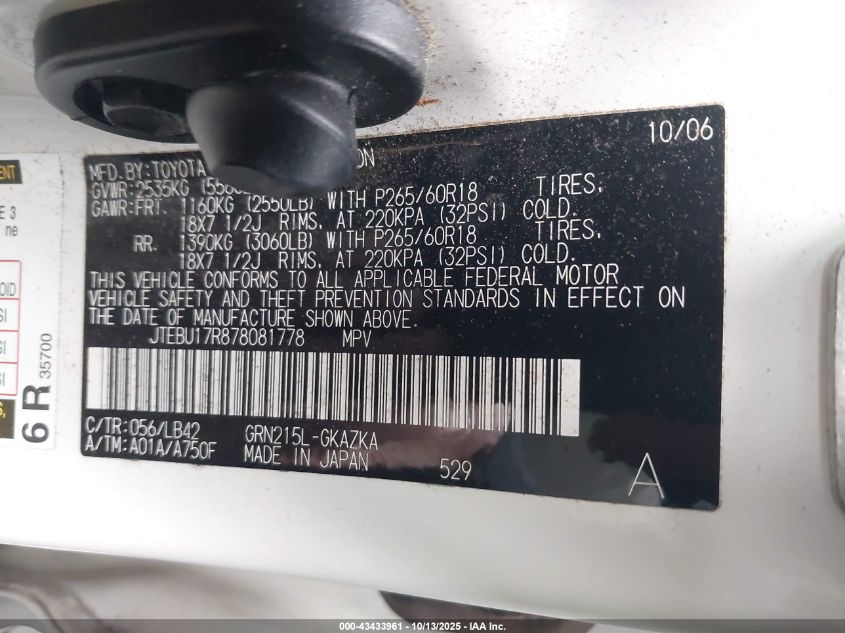 10/06
MFD.BY:TOYOTA ON
GVWR:2535KG TIRES.
GAWR:FRT. 1160KG (2550LB) WITH P265/60R18
18X7 1/2J RIMS, AT 220KPA (32PSI) COLD.
RR. 1390KG (3060LB) WITH P265/60R18 TIRES.
18X7 1/2J RIMS, AT 220KPA (32PSI) COLD.
THIS VEHICLE CONFORMS TO ALL APPLICABLE FEDERAL MOTOR
VEHICLE SAFETY AND THEFT PREVENTION STANDARDS IN EFFECT ON
THE DATE OF MANUFACTURE SHOWN ABOVE.
JTEBU17R878081778 MPV
C/TR:056/LB42 GRN215L-GKAZKA
A/TM:A01A/A750F MADE IN JAPAN 529 A
6 R 35700
000-43433961 - 10/13/2025 - IAA, Inc.